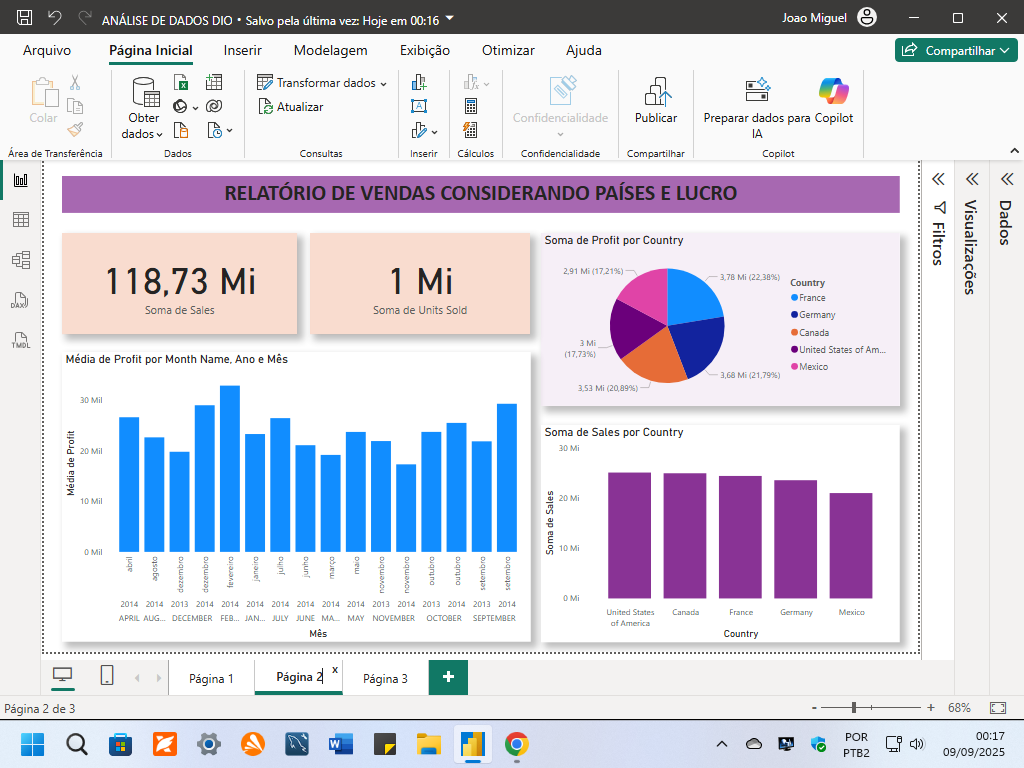 ANÁLISE DE DADOS DIO • Salvo pela última vez: Hoje em 00:16
Joao Miguel
Arquivo
Página Inicial
Inserir
Modelagem
Exibição
Otimizar
Ajuda
Compartilhar
Colar
Obter dados
Transformar dados
Atualizar
Confidencialidade
Publicar
Preparar dados para IA
Copilot
Área de Transferência
Dados
Consultas
Inserir
Cálculos
Confidencialidade
Compartilhar
Copilot
DAX
TMDL
RELATÓRIO DE VENDAS CONSIDERANDO PAÍSES E LUCRO
118,73 Mi
Soma de Sales
1 Mi
Soma de Units Sold
Soma de Profit por Country
2,91 Mi (17,21%)
3,78 Mi (22,38%)
3 Mi
(17,73%)
3,68 Mi (21,79%)
3,53 Mi (20,89%)
Country
France
Germany
Canada
United States of Am...
Mexico
Média de Profit por Month Name, Ano e Mês
Média de Profit
30 Mil
20 Mil
10 Mil
0 Mil
abril
agosto
dezembro
dezembro
fevereiro
janeiro
julho
junho
março
maio
novembro
novembro
outubro
outubro
setembro
setembro
2014 2014 2013 2014 2014 2014 2014 2014 2014 2014 2013 2014 2013 2014 2013 2014
APRIL AUG... DECEMBER FEB... JAN... JULY JUNE MA... MAY NOVEMBER OCTOBER SEPTEMBER
Mês
Soma de Sales por Country
Soma de Sales
30 Mi
20 Mi
10 Mi
0 Mi
United States
of America
Canada
France
Germany
Mexico
Country
Filtros
Visualizações
Dados
Página 1
Página 2
x
Página 3
+
Página 2 de 3
- + 68%
POR
PTB2
00:17
09/09/2025